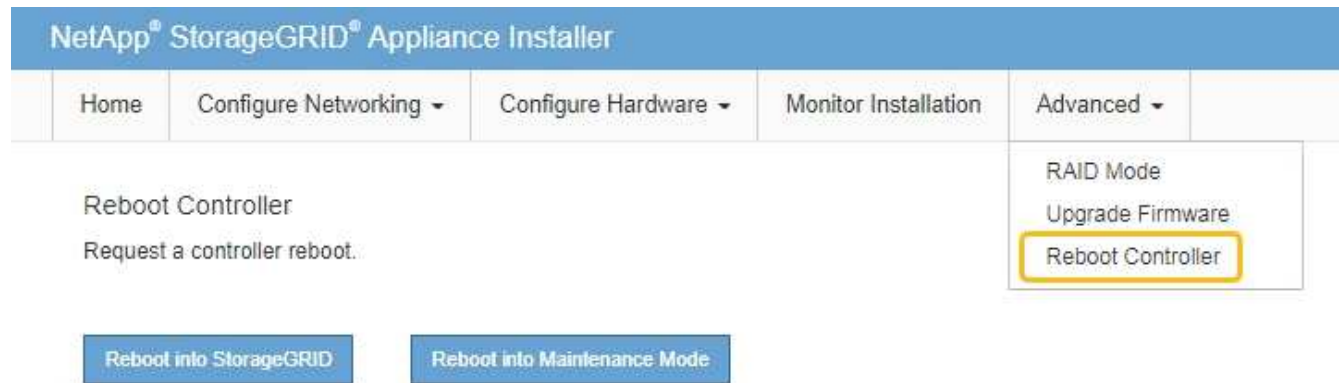 NetApp® StorageGRID® Appliance Installer
Home Configure Networking Configure Hardware Monitor Installation Advanced
RAID Mode
Upgrade Firmware
Reboot Controller
Reboot Controller
Request a controller reboot.
Reboot into StorageGRID Reboot into Maintenance Mode